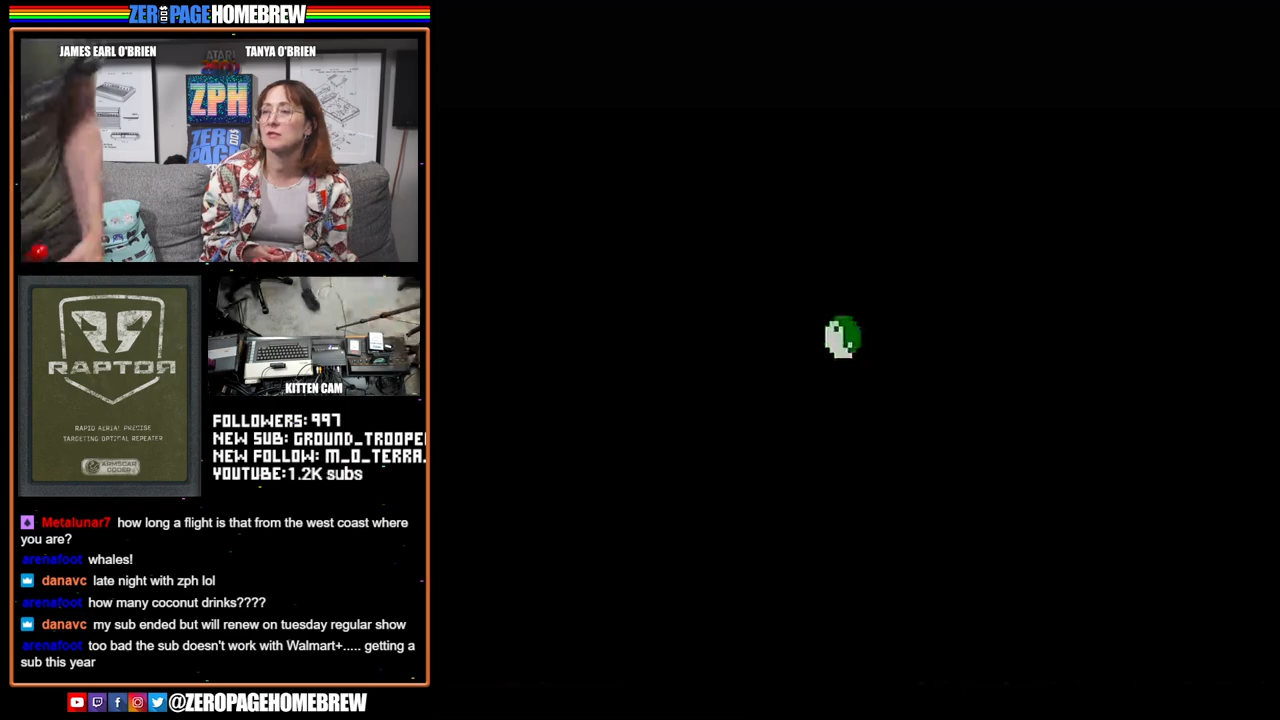 ZEROPAGEHOMEBREW
JAMES EARL O'BRIEN
TANYA O'BRIEN
ATARI
ZPH
ZERO
PAGE
RAPTOR
RAPID AERIAL PRECISE
TARGETING OPTICAL REPEATER
ARMSCAR
CODER
KITTEN CAM
FOLLOWERS: 997
NEW SUB: GROUND_TROOPE
NEW FOLLOW: M_O_TERRA.
YOUTUBE: 1.2K subs
Metalunar7 how long a flight is that from the west coast where
you are?
arenafoot whales!
danavc late night with zph lol
arenafoot how many coconut drinks????
danavc my sub ended but will renew on tuesday regular show
arenafoot too bad the sub doesn't work with Walmart+..... getting a
sub this year
@ZEROPAGEHOMEBREW